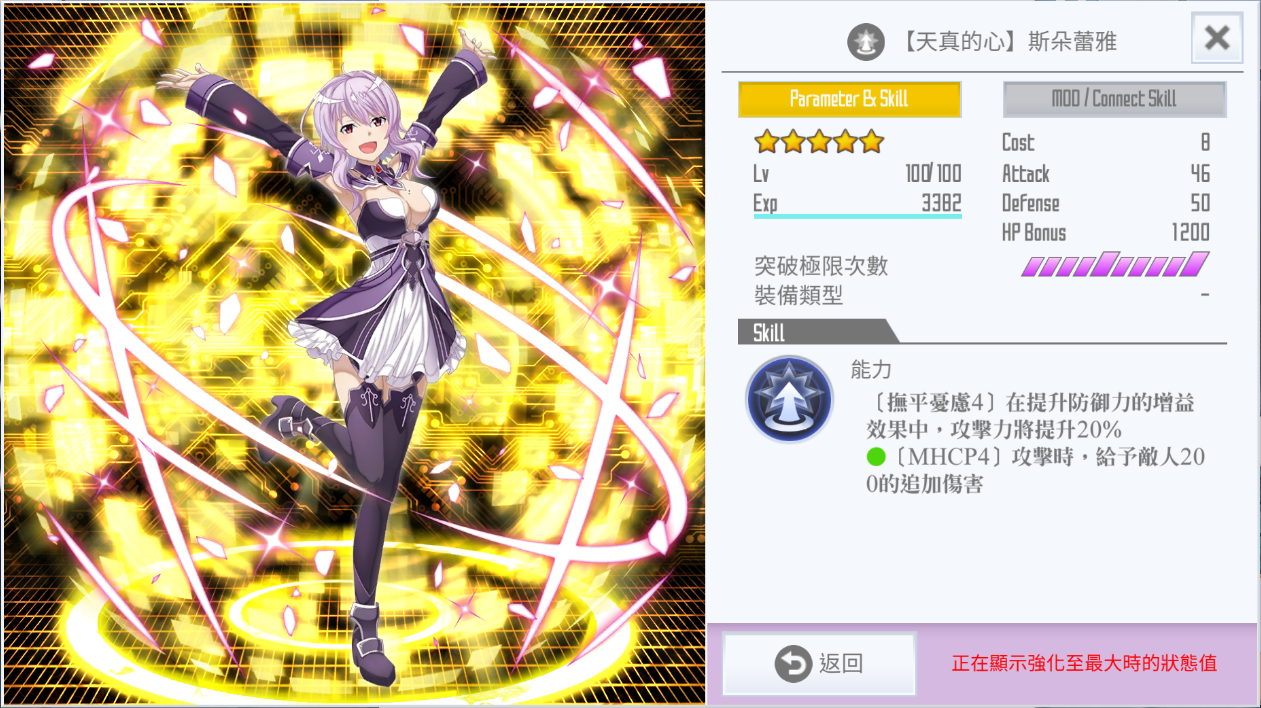 【天真的心】斯朵蕾雅
Parameter & Skill
MOD / Connect Skill
Lv 100/100
Exp 3382
突破極限次數
裝備類型
Cost 8
Attack 46
Defense 50
HP Bonus 1200
-
Skill
能力
〔撫平憂慮4〕在提升防御力的增益
效果中，攻擊力將提升20%
〔MHCP4〕攻擊時，給予敵人20
0的追加傷害
返回
正在顯示強化至最大時的狀態值